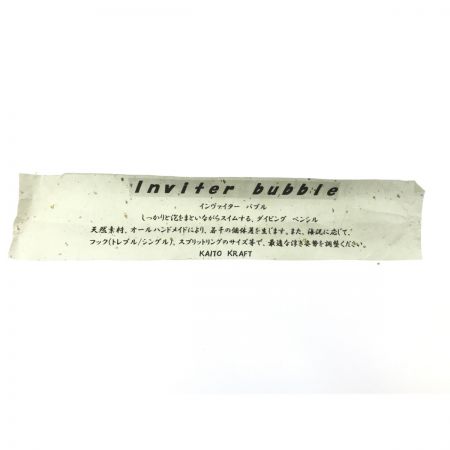 Inviter bubble
インヴァイター バブル
しっかりと泡をまといながらスイムする、ダイビング ペンシル
天然素材、オールハンドメイドにより、若干の個体差を生じます。また、海況に応じて、
フック(トレブル/シングル)、スプリットリングのサイズ等で、最適な浮き姿勢を調整ください。
KAITO KRAFT